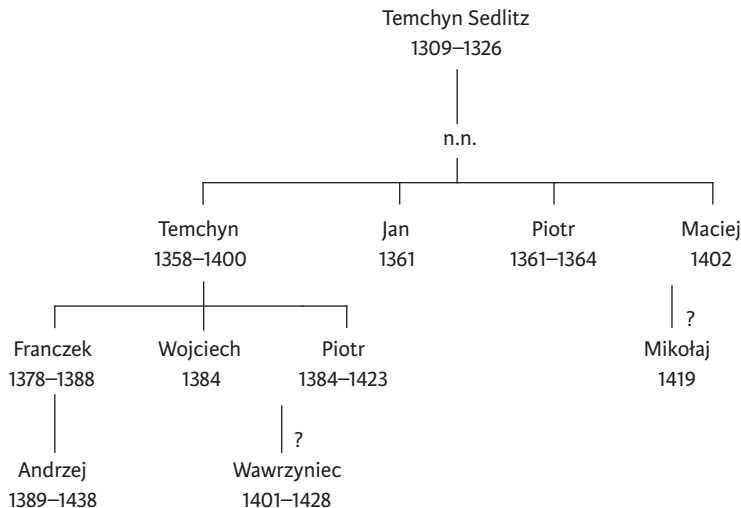 Temchyn Sedlitz
1309–1326
n.n.
Temchyn Jan Piotr Maciej
1358–1400 1361 1361–1364 1402
?
Franczek Wojciech Piotr Mikołaj
1378–1388 1384 1384–1423 1419
?
Andrzej Wawrzyniec
1389–1438 1401–1428